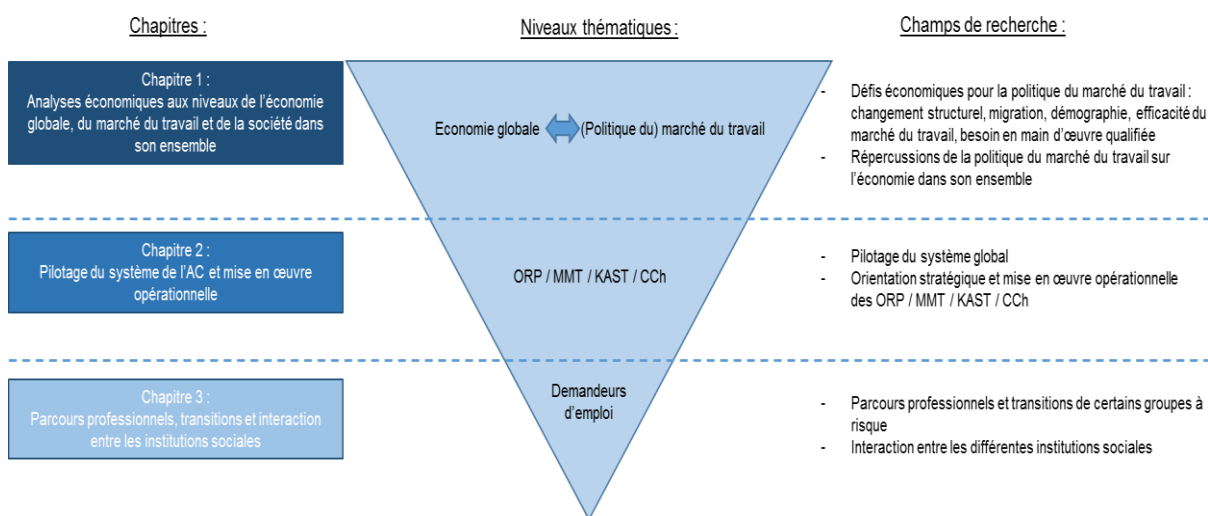 Chapitres :
Niveaux thématiques :
Champs de recherche :
Chapitre 1 :
Analyses économiques aux niveaux de l'économie
globale, du marché du travail et de la société dans
son ensemble
Economie globale
(Politique du) marché du travail
- Défis économiques pour la politique du marché du travail :
changement structurel, migration, démographie, efficacité du
marché du travail, besoin en main d'œuvre qualifiée
- Répercussions de la politique du marché du travail sur
l'économie dans son ensemble
Chapitre 2 :
Pilotage du système de l'AC et mise en œuvre
opérationnelle
ORP / MMT / KAST / CCh
- Pilotage du système global
- Orientation stratégique et mise en œuvre opérationnelle
des ORP / MMT / KAST / CCh
Chapitre 3 :
Parcours professionnels, transitions et interaction
entre les institutions sociales
Demandeurs
d'emploi
- Parcours professionnels et transitions de certains groupes à
risque
- Interaction entre les différentes institutions sociales